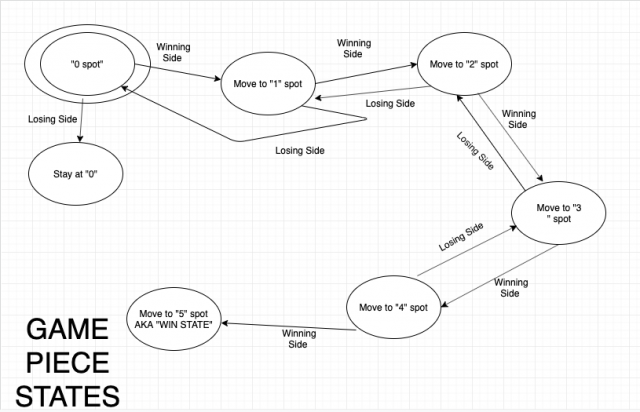 "0 spot"
Winning
Side
Move to "1" spot
Winning
Side
Move to "2" spot
Losing Side
Losing Side
Losing Side
Stay at "0"
Winning
Side
Losing Side
Move to "3
" spot
Losing Side
Winning
Side
Move to "4" spot
Winning
Side
Move to "5" spot
AKA "WIN STATE"
GAME
PIECE
STATES